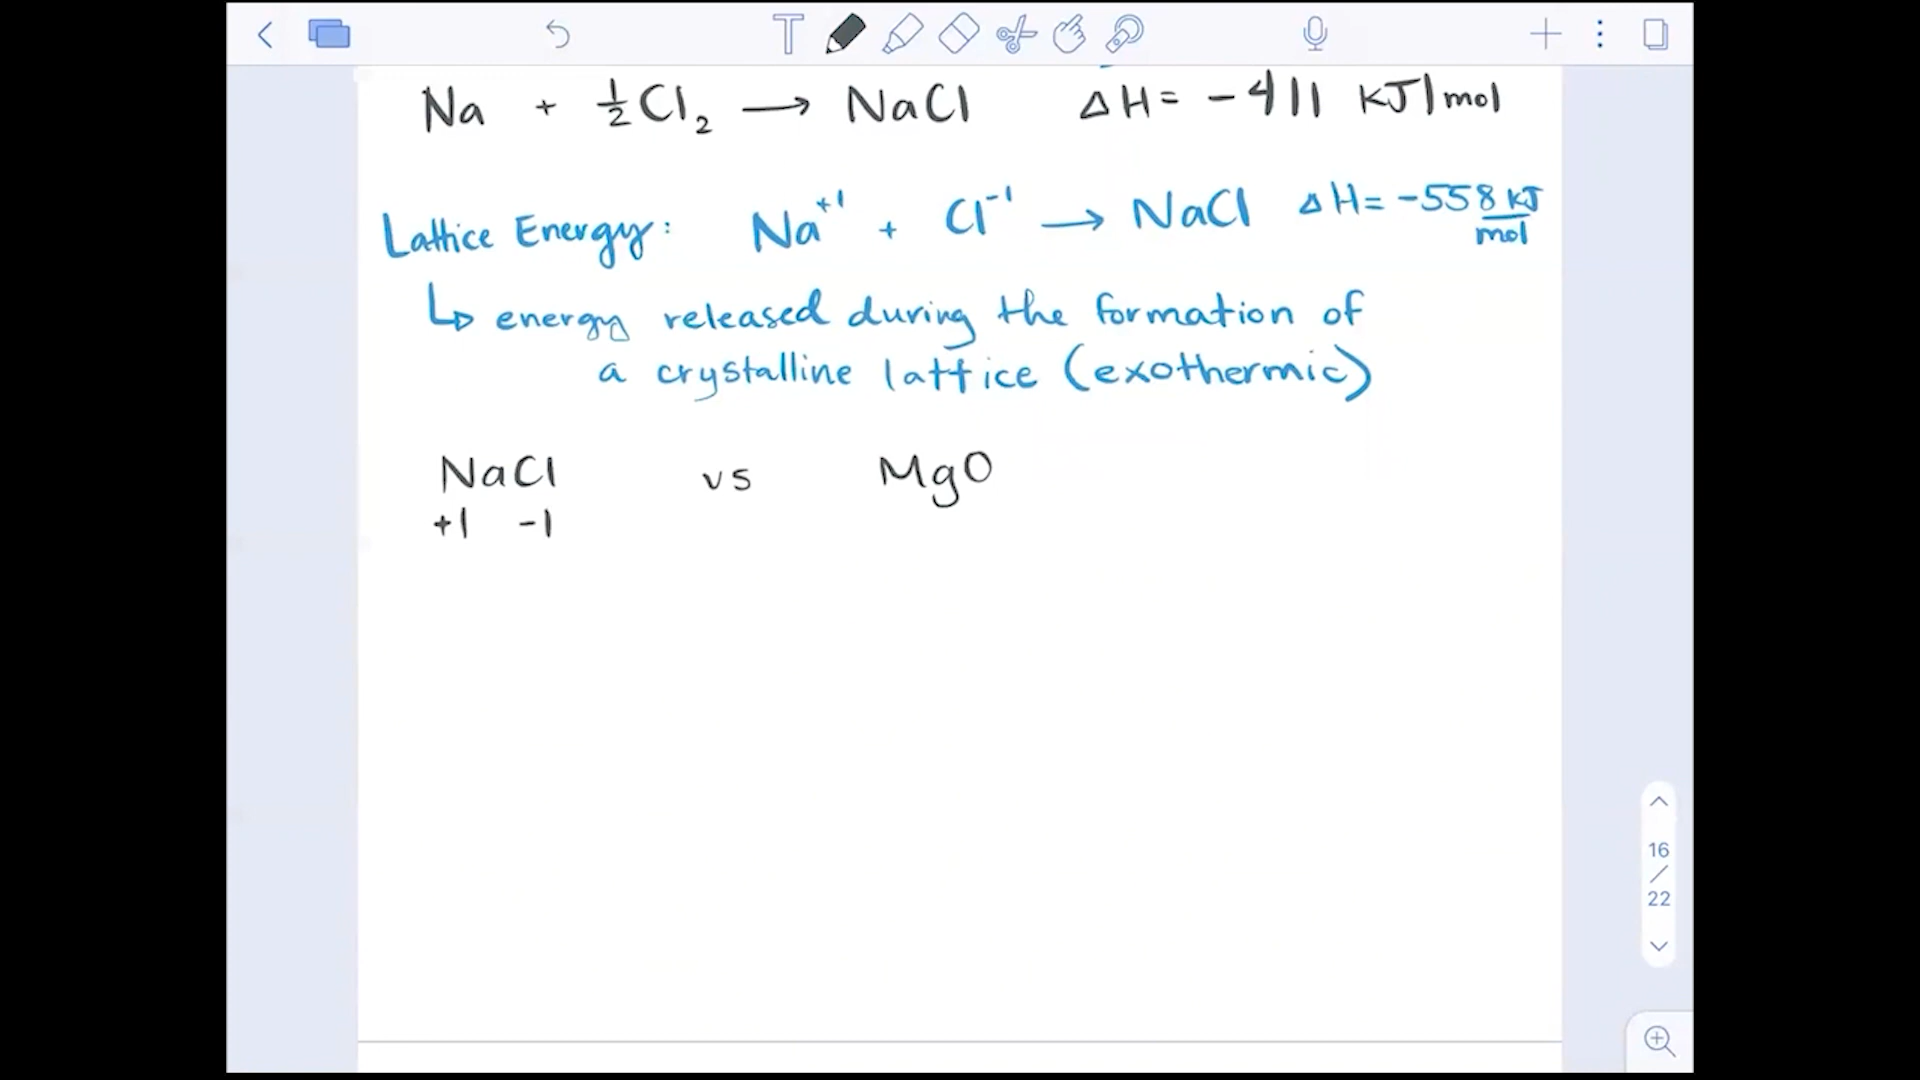 Na + ½Cl₂ → NaCl ΔH = -411 KJ/mol
Lattice Energy: Na⁺¹ + Cl⁻¹ → NaCl ΔH = -558 kJ/mol
↳ energy released during the formation of
a crystalline lattice (exothermic)
NaCl vs MgO
+1 -1
16
/
22